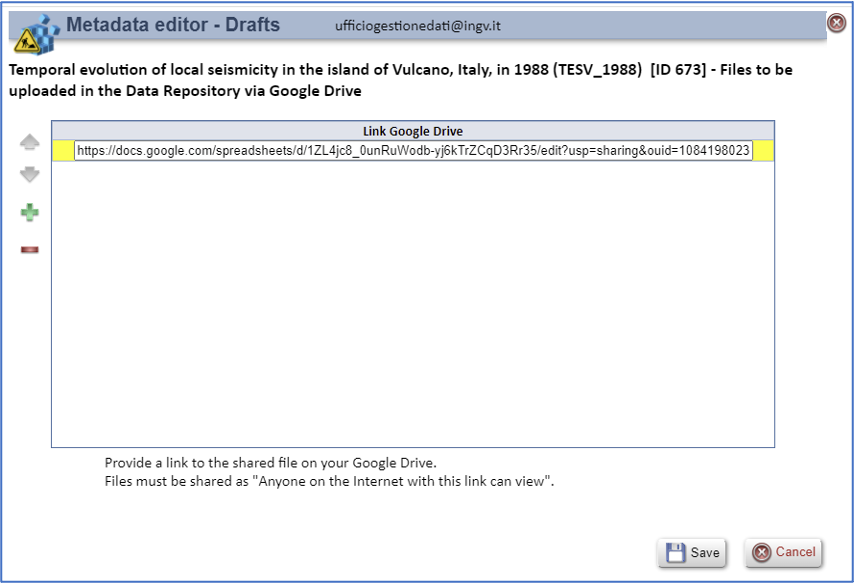 Metadata editor - Drafts
ufficiogestionedati@ingv.it
Temporal evolution of local seismicity in the island of Vulcano, Italy, in 1988 (TESV_1988) [ID 673] - Files to be
uploaded in the Data Repository via Google Drive
Link Google Drive
https://docs.google.com/spreadsheets/d/1ZL4jc8_0unRuWodb-yj6kTrZCqD3Rr35/edit?usp=sharing&ouid=1084198023
Provide a link to the shared file on your Google Drive.
Files must be shared as "Anyone on the Internet with this link can view".
Save
Cancel